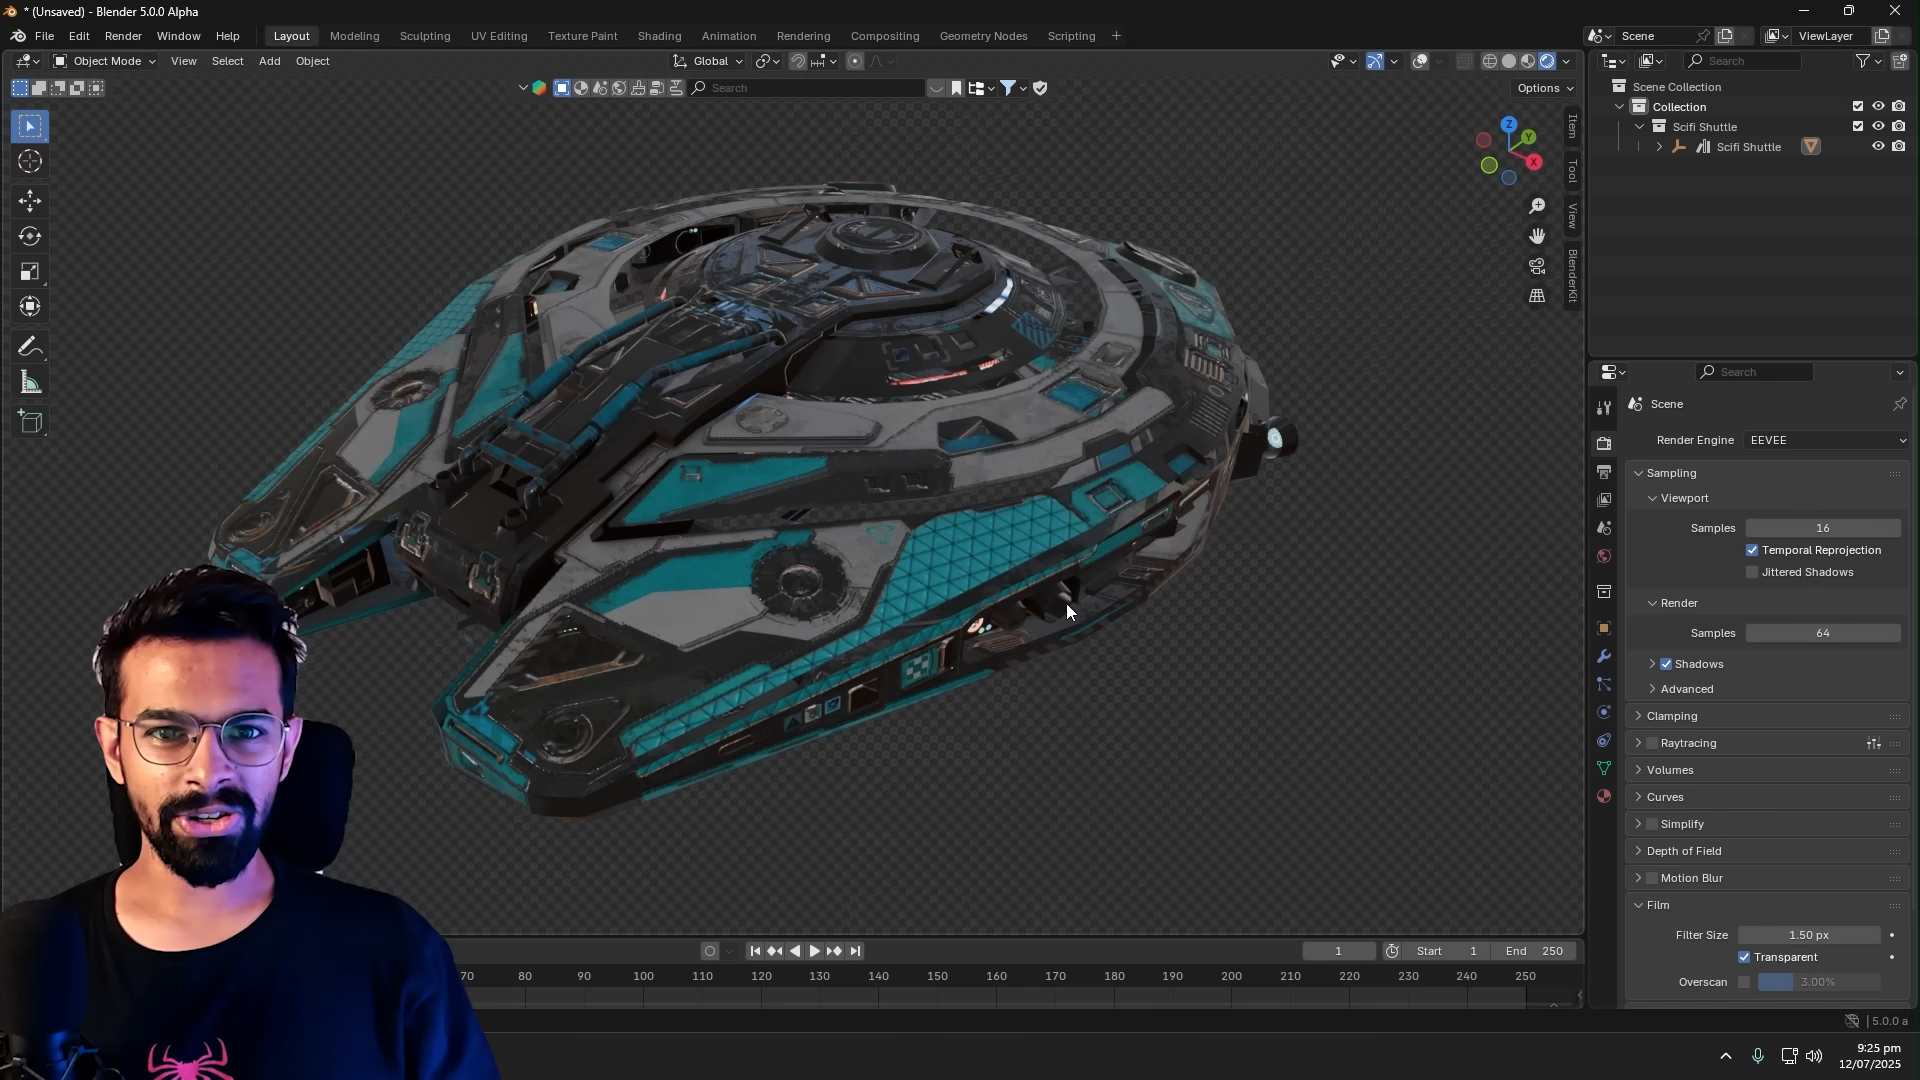 * (Unsaved) - Blender 5.0.0 Alpha
File Edit Render Window Help Layout Modeling Sculpting UV Editing Texture Paint Shading Animation Rendering Compositing Geometry Nodes Scripting + Scene ViewLayer
Object Mode View Select Add Object Global Search
Search Options
Scene Collection
Collection
Scifi Shuttle
Scifi Shuttle
Z
Y
X
Item
Tool
View
BlenderKit
Search
Scene
Render Engine EEVEE
Sampling
Viewport
Samples 16
Temporal Reprojection
Jittered Shadows
Render
Samples 64
Shadows
Advanced
Clamping
Raytracing
Volumes
Curves
Simplify
Depth of Field
Motion Blur
Film
Filter Size 1.50 px
Transparent
Overscan 3.00%
1 Start 1 End 250
70 80 90 100 110 120 130 140 150 160 170 180 190 200 210 220 230 240 250
5.0.0 a
9:25 pm
12/07/2025